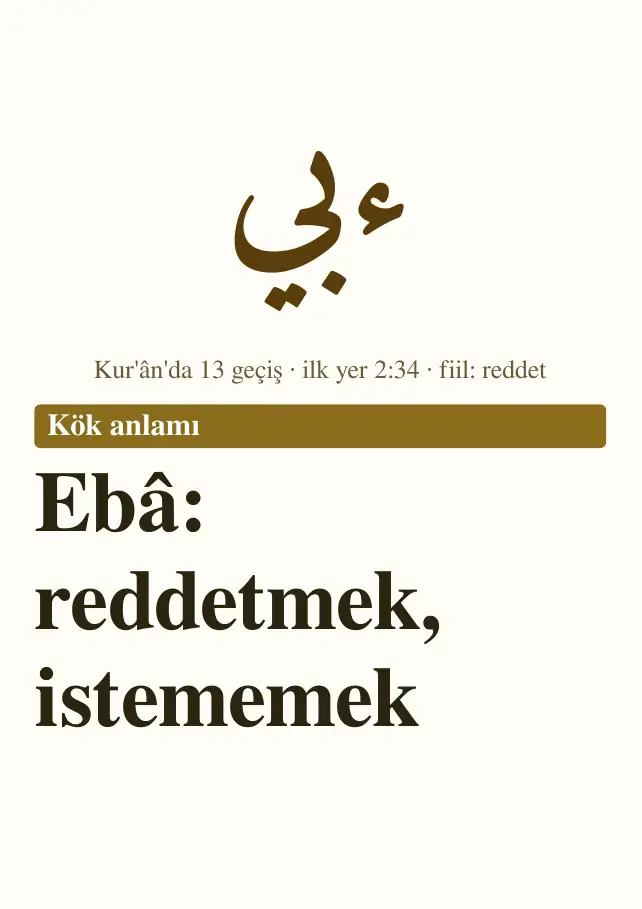 ءبي
Kur'ân'da 13 geçiş · ilk yer 2:34 · fiil: reddet
Kök anlamı
Ebâ:
reddetmek,
istememek